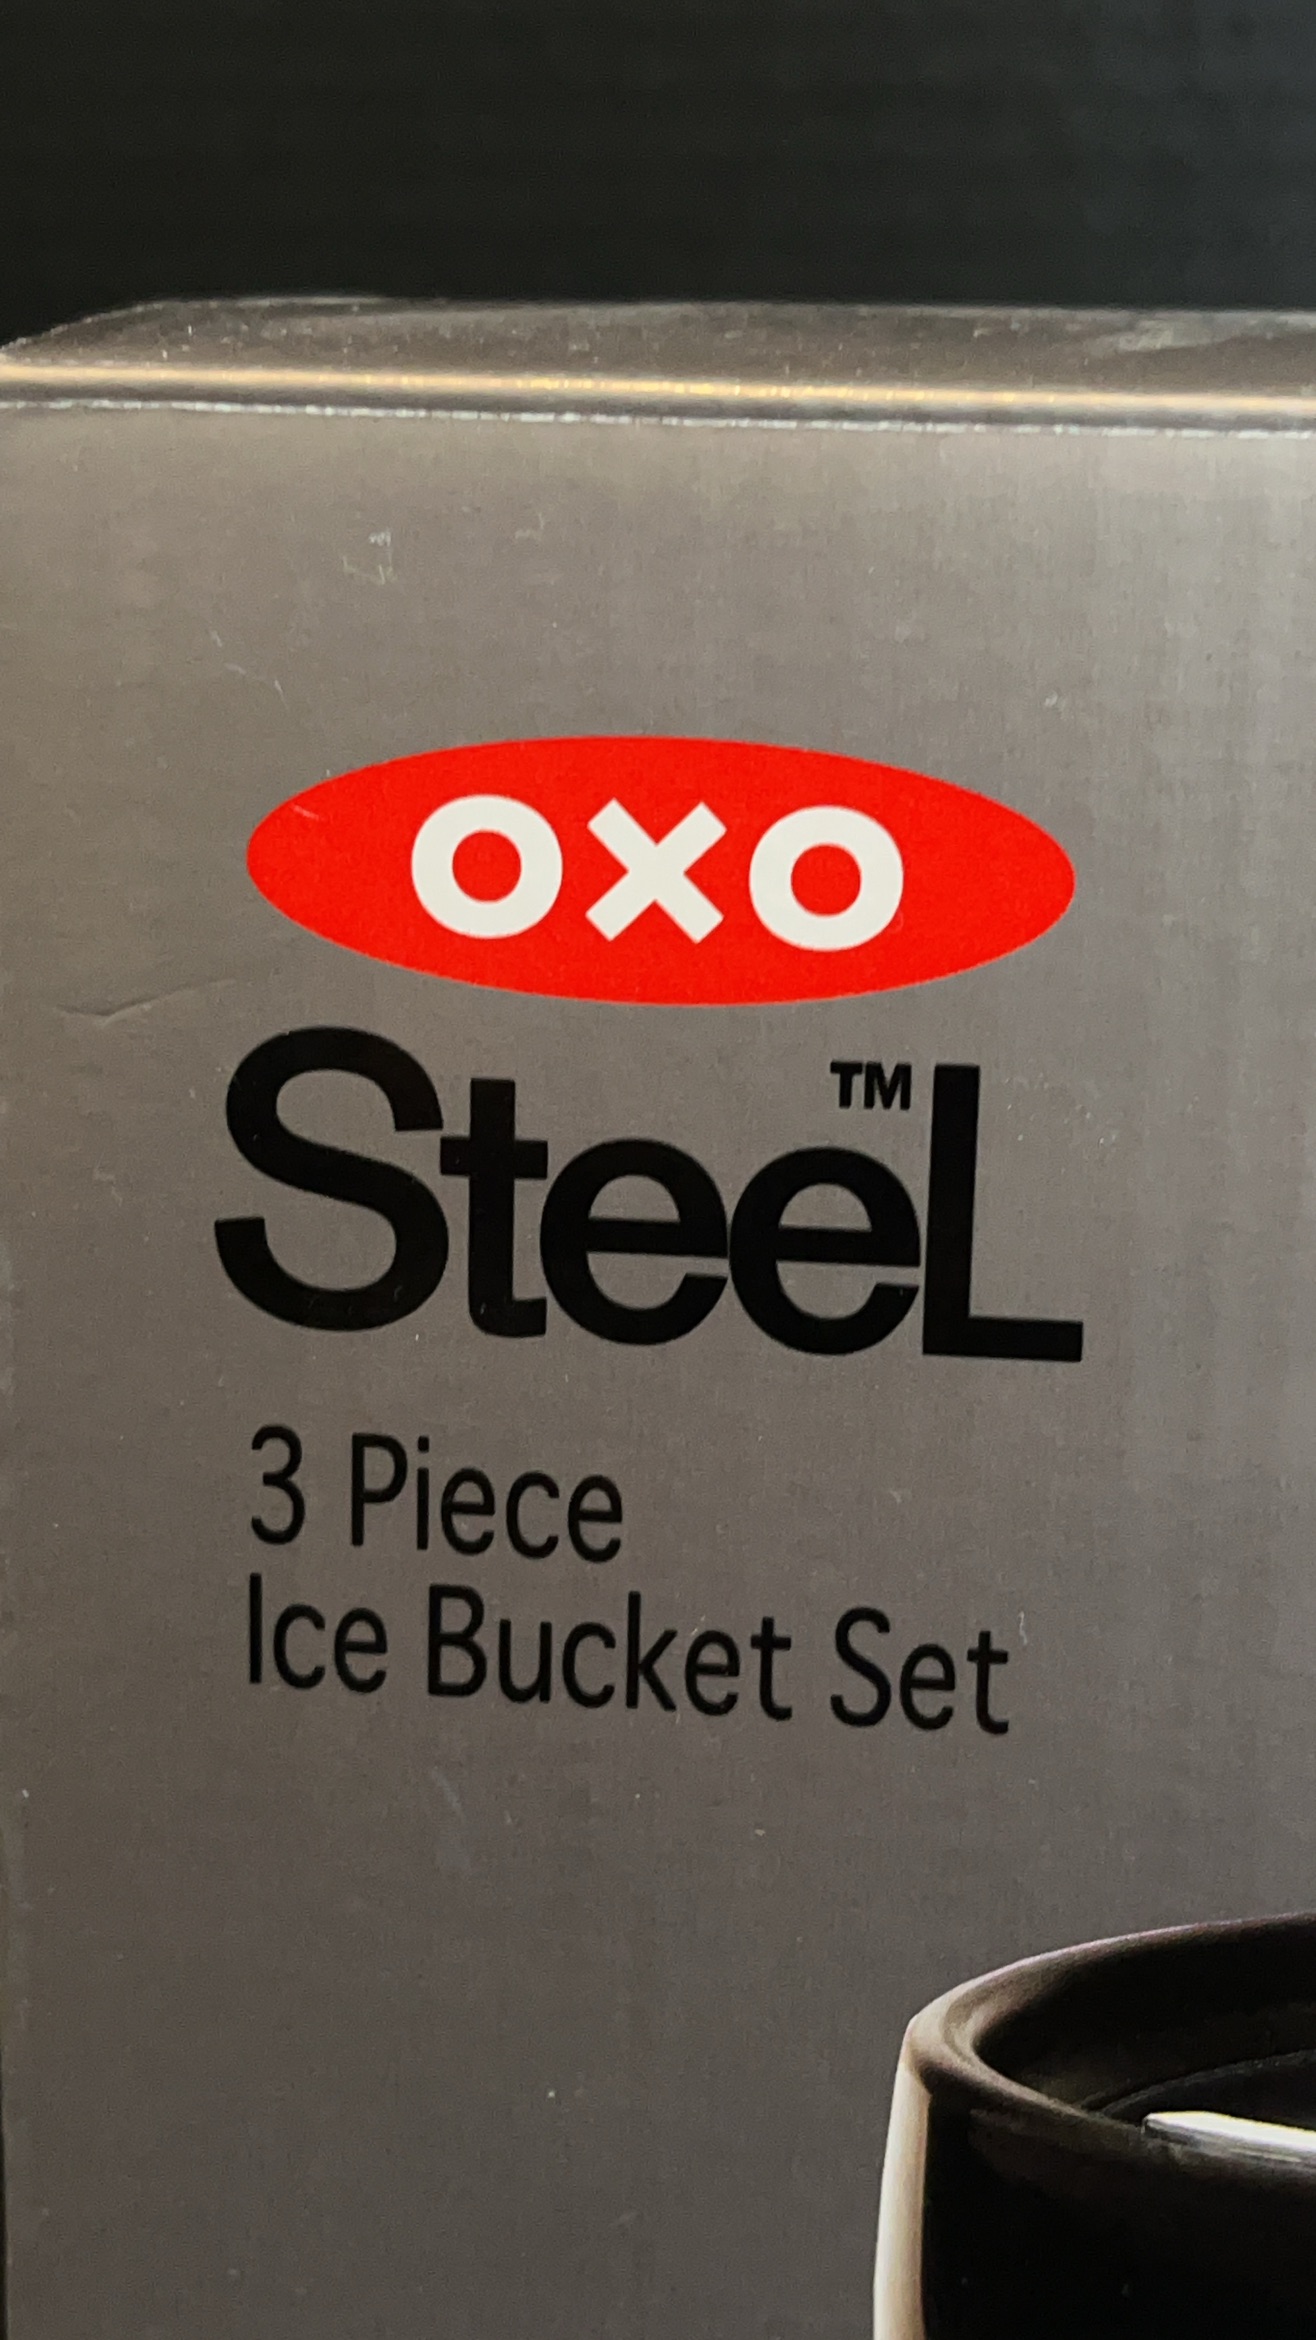 OXO
SteeL™
3 Piece
Ice Bucket Set